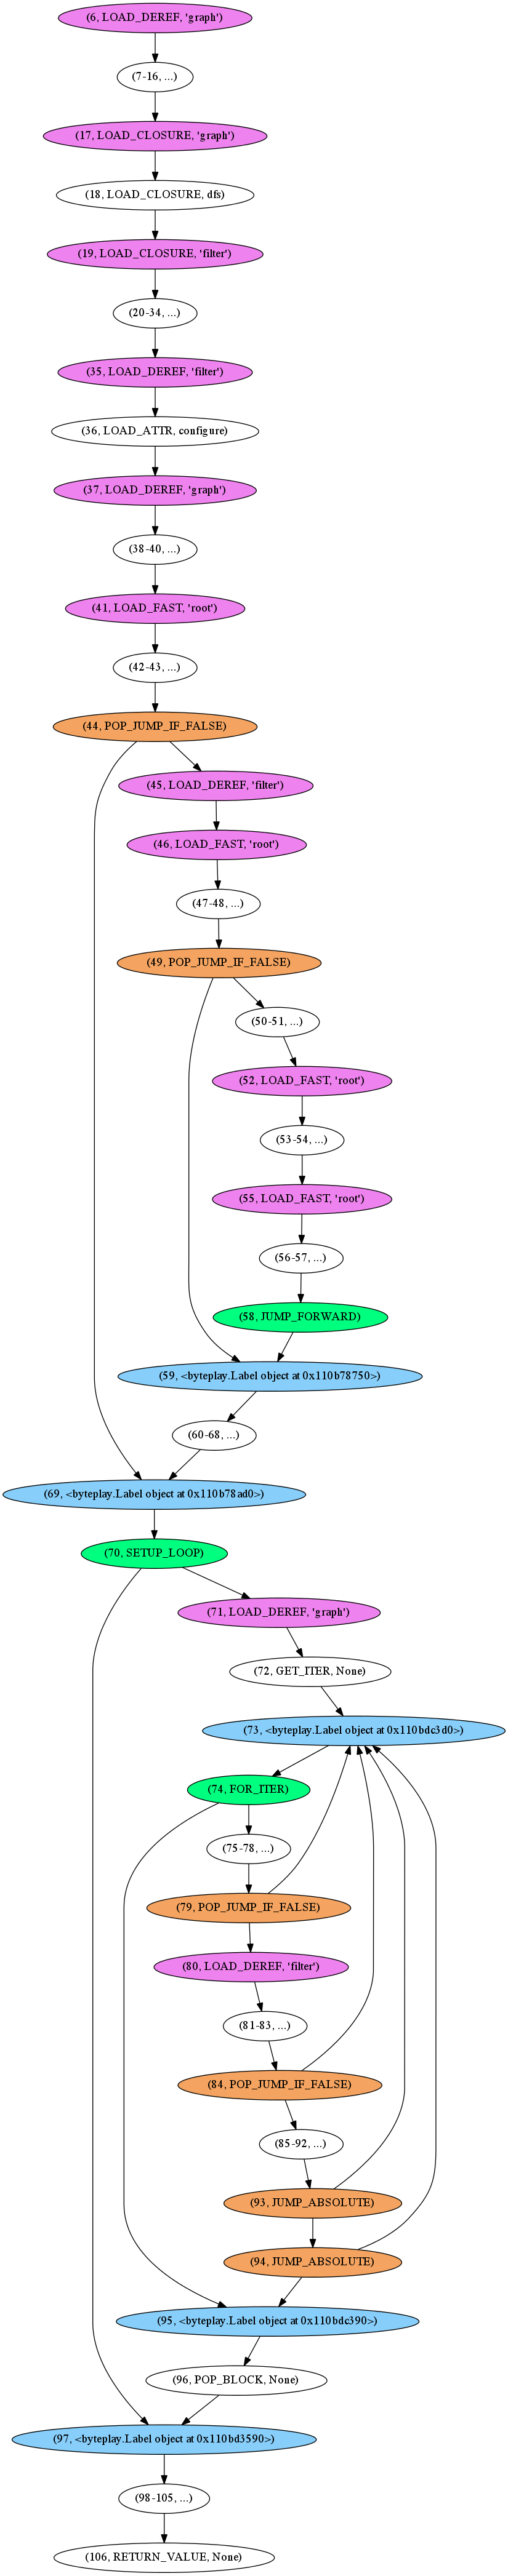 (6, LOAD_DEREF, 'graph')
(7-16, ...)
(17, LOAD_CLOSURE, 'graph')
(18, LOAD_CLOSURE, dfs)
(19, LOAD_CLOSURE, 'filter')
(20-34, ...)
(35, LOAD_DEREF, 'filter')
(36, LOAD_ATTR, configure)
(37, LOAD_DEREF, 'graph')
(38-40, ...)
(41, LOAD_FAST, 'root')
(42-43, ...)
(44, POP_JUMP_IF_FALSE)
(45, LOAD_DEREF, 'filter')
(46, LOAD_FAST, 'root')
(47-48, ...)
(49, POP_JUMP_IF_FALSE)
(50-51, ...)
(52, LOAD_FAST, 'root')
(53-54, ...)
(55, LOAD_FAST, 'root')
(56-57, ...)
(58, JUMP_FORWARD)
(59, <byteplay.Label object at 0x110b78750>)
(60-68, ...)
(69, <byteplay.Label object at 0x110b78ad0>)
(70, SETUP_LOOP)
(71, LOAD_DEREF, 'graph')
(72, GET_ITER, None)
(73, <byteplay.Label object at 0x110bdc3d0>)
(74, FOR_ITER)
(75-78, ...)
(79, POP_JUMP_IF_FALSE)
(80, LOAD_DEREF, 'filter')
(81-83, ...)
(84, POP_JUMP_IF_FALSE)
(85-92, ...)
(93, JUMP_ABSOLUTE)
(94, JUMP_ABSOLUTE)
(95, <byteplay.Label object at 0x110bdc390>)
(96, POP_BLOCK, None)
(97, <byteplay.Label object at 0x110bd3590>)
(98-105, ...)
(106, RETURN_VALUE, None)